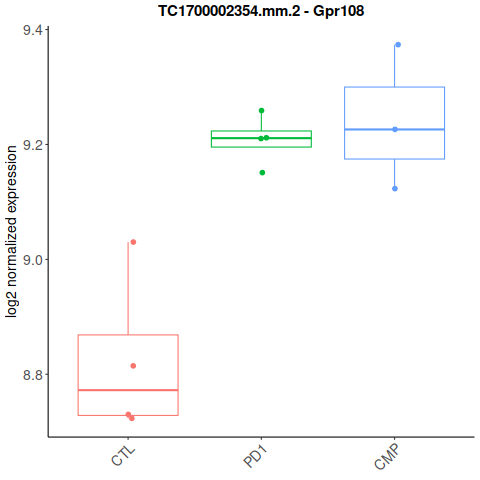 TC1700002354.mm.2 - Gpr108
log2 normalized expression
9.4
9.2
9.0
8.8
CTL
PD1
CMP